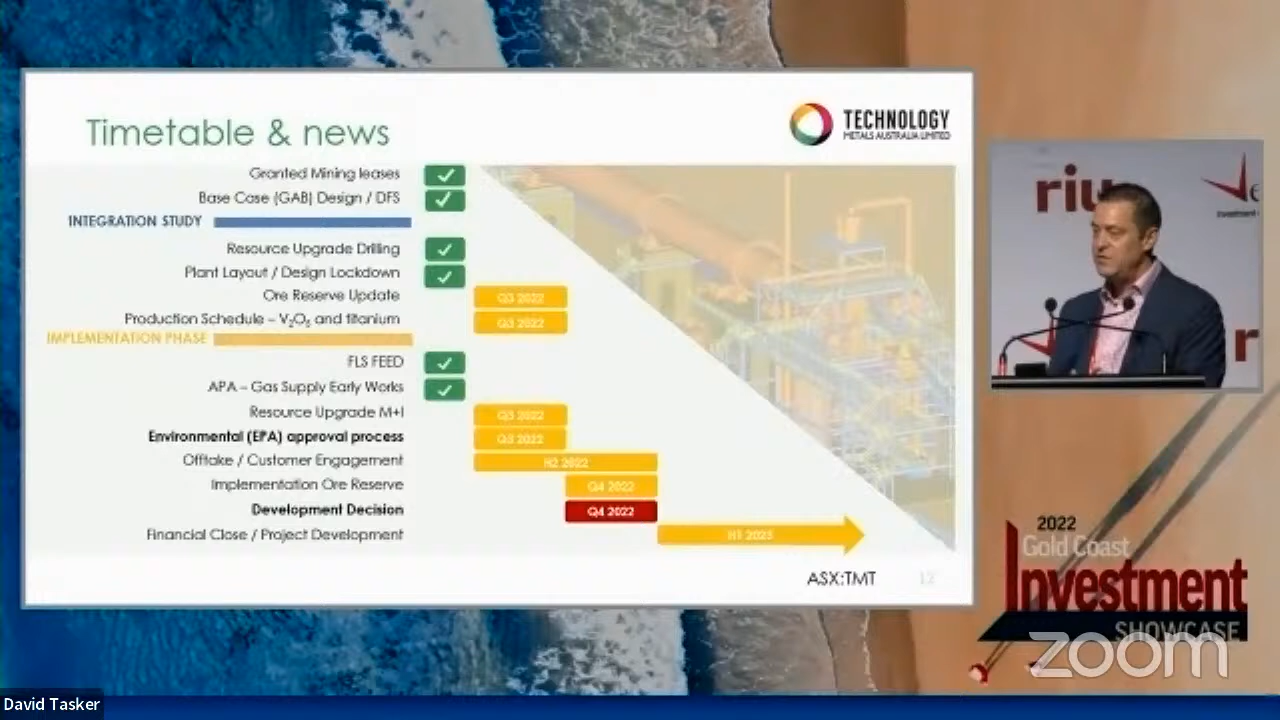 Timetable & news
TECHNOLOGY
METALS AUSTRALIA LIMITED
Granted Mining leases
Base Case (GAB) Design / DFS
INTEGRATION STUDY
Resource Upgrade Drilling
Plant Layout / Design Lockdown
Ore Reserve Update Q3 2022
Production Schedule – V₂O₅ and titanium Q3 2022
IMPLEMENTATION PHASE
FLS FEED
APA – Gas Supply Early Works
Resource Upgrade M+I Q3 2022
Environmental (EPA) approval process Q3 2022
Offtake / Customer Engagement H2 2022
Implementation Ore Reserve Q4 2022
Development Decision Q4 2022
Financial Close / Project Development H1 2023
ASX:TMT 12
riu
2022
Gold Coast
Investment
SHOWCASE
zoom
David Tasker